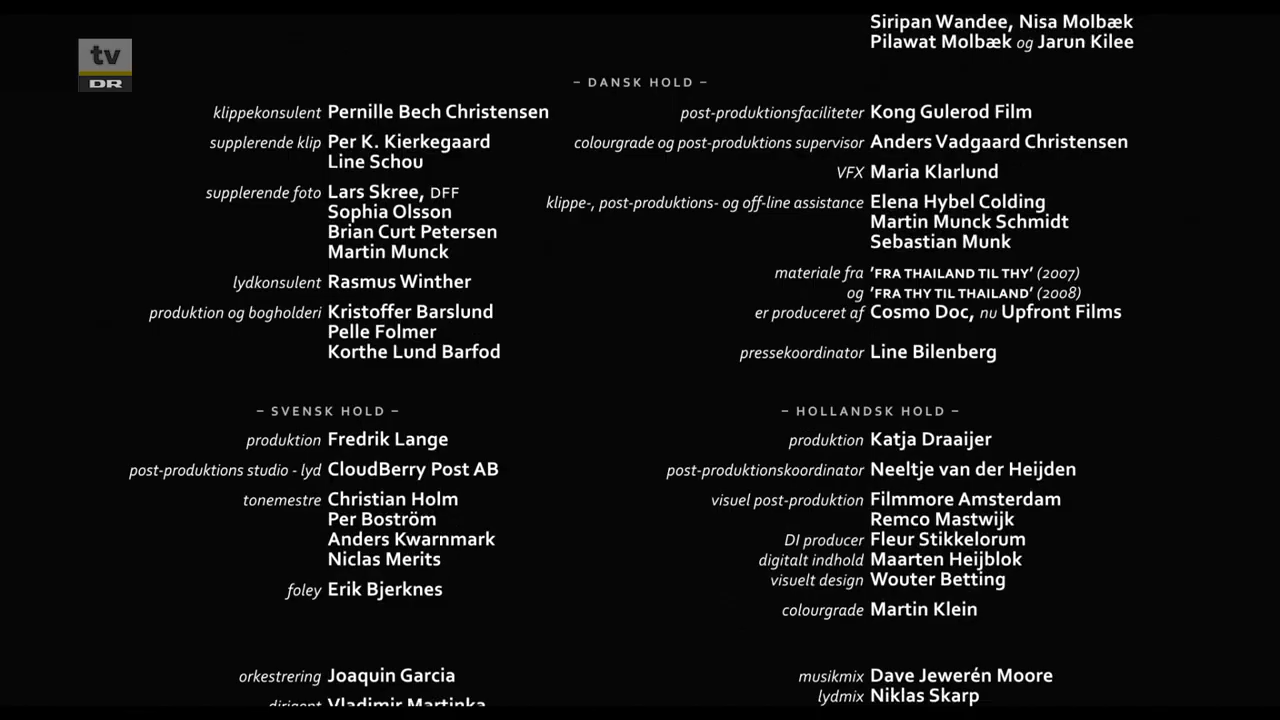 Siripan Wandee, Nisa Molbæk
Pilawat Molbæk og Jarun Kilee
tv
DR
– DANSK HOLD –
klippekonsulent Pernille Bech Christensen
supplerende klip Per K. Kierkegaard
Line Schou
supplerende foto Lars Skree, DFF
Sophia Olsson
Brian Curt Petersen
Martin Munck
lydkonsulent Rasmus Winther
produktion og bogholderi Kristoffer Barslund
Pelle Folmer
Korthe Lund Barfod
post-produktionsfaciliteter Kong Gulerod Film
colourgrade og post-produktions supervisor Anders Vadgaard Christensen
VFX Maria Klarlund
klippe-, post-produktions- og off-line assistance Elena Hybel Colding
Martin Munck Schmidt
Sebastian Munk
materiale fra ’FRA THAILAND TIL THY’ (2007)
og ’FRA THY TIL THAILAND’ (2008)
er produceret af Cosmo Doc, nu Upfront Films
pressekoordinator Line Bilenberg
– SVENSK HOLD –
produktion Fredrik Lange
post-produktions studio - lyd CloudBerry Post AB
tonemestre Christian Holm
Per Boström
Anders Kwarnmark
Niclas Merits
foley Erik Bjerknes
– HOLLANDSK HOLD –
produktion Katja Draaijer
post-produktionskoordinator Neeltje van der Heijden
visuel post-produktion Filmmore Amsterdam
Remco Mastwijk
DI producer Fleur Stikkelorum
digitalt indhold Maarten Heijblok
visuelt design Wouter Betting
colourgrade Martin Klein
orkestrering Joaquin Garcia
dirigent Vladimir Martinka
musikmix Dave Jewerén Moore
lydmix Niklas Skarp